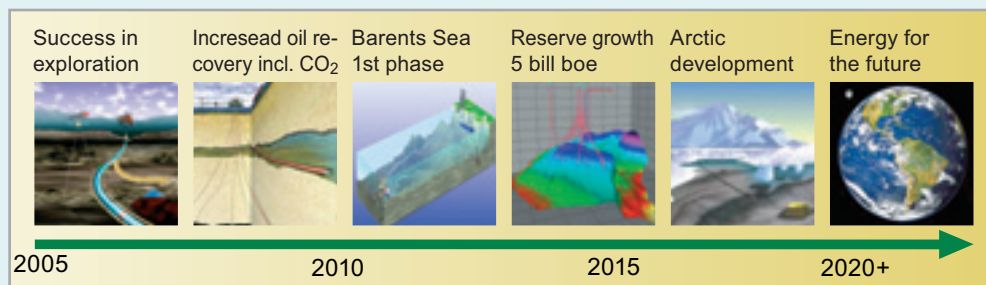 Success in
exploration
Incresead oil re-
covery incl. CO₂
Barents Sea
1st phase
Reserve growth
5 bill boe
Arctic
development
Energy for
the future
2005
2010
2015
2020+